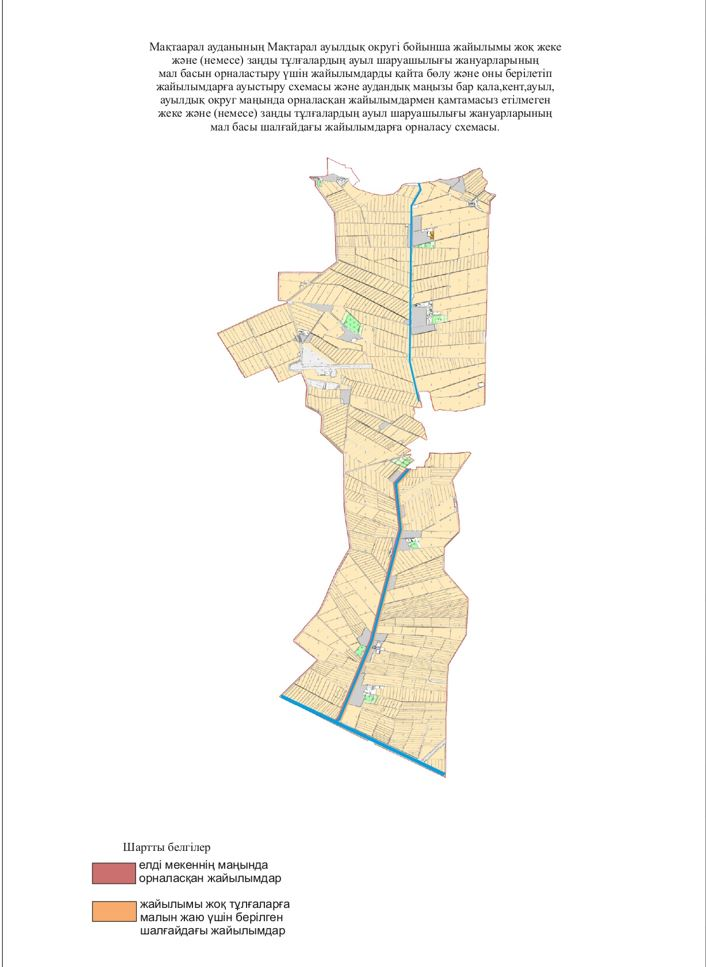 Мақтаарал ауданының Мақтарал ауылдық округі бойынша жайылымы жоқ жеке
және (немесе) заңды тұлғалардың ауыл шаруашылығы жануарларының
мал басын орналастыру үшін жайылымдарды қайта бөлу және оны берілетіп
жайылымдарға ауыстыру схемасы және аудандық маңызы бар қала,кент,ауыл,
ауылдық округ маңында орналасқан жайылымдармен қамтамасыз етілмеген
жеке және (немесе) заңды тұлғалардың ауыл шаруашылығы жануарларының
мал басы шалғайдағы жайылымдарға орналасу схемасы.
Шартты белгілер
елді мекеннің маңында
орналасқан жайылымдар
жайылымы жоқ тұлғаларға
малын жаю үшін берілген
шалғайдағы жайылымдар